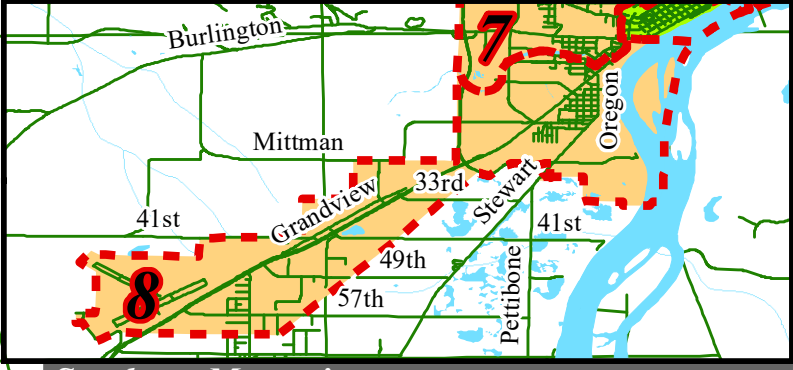 7
Burlington
Oregon
Mittman
33rd
Stewart
Grandview
41st
41st
49th
Pettibone
8
57th